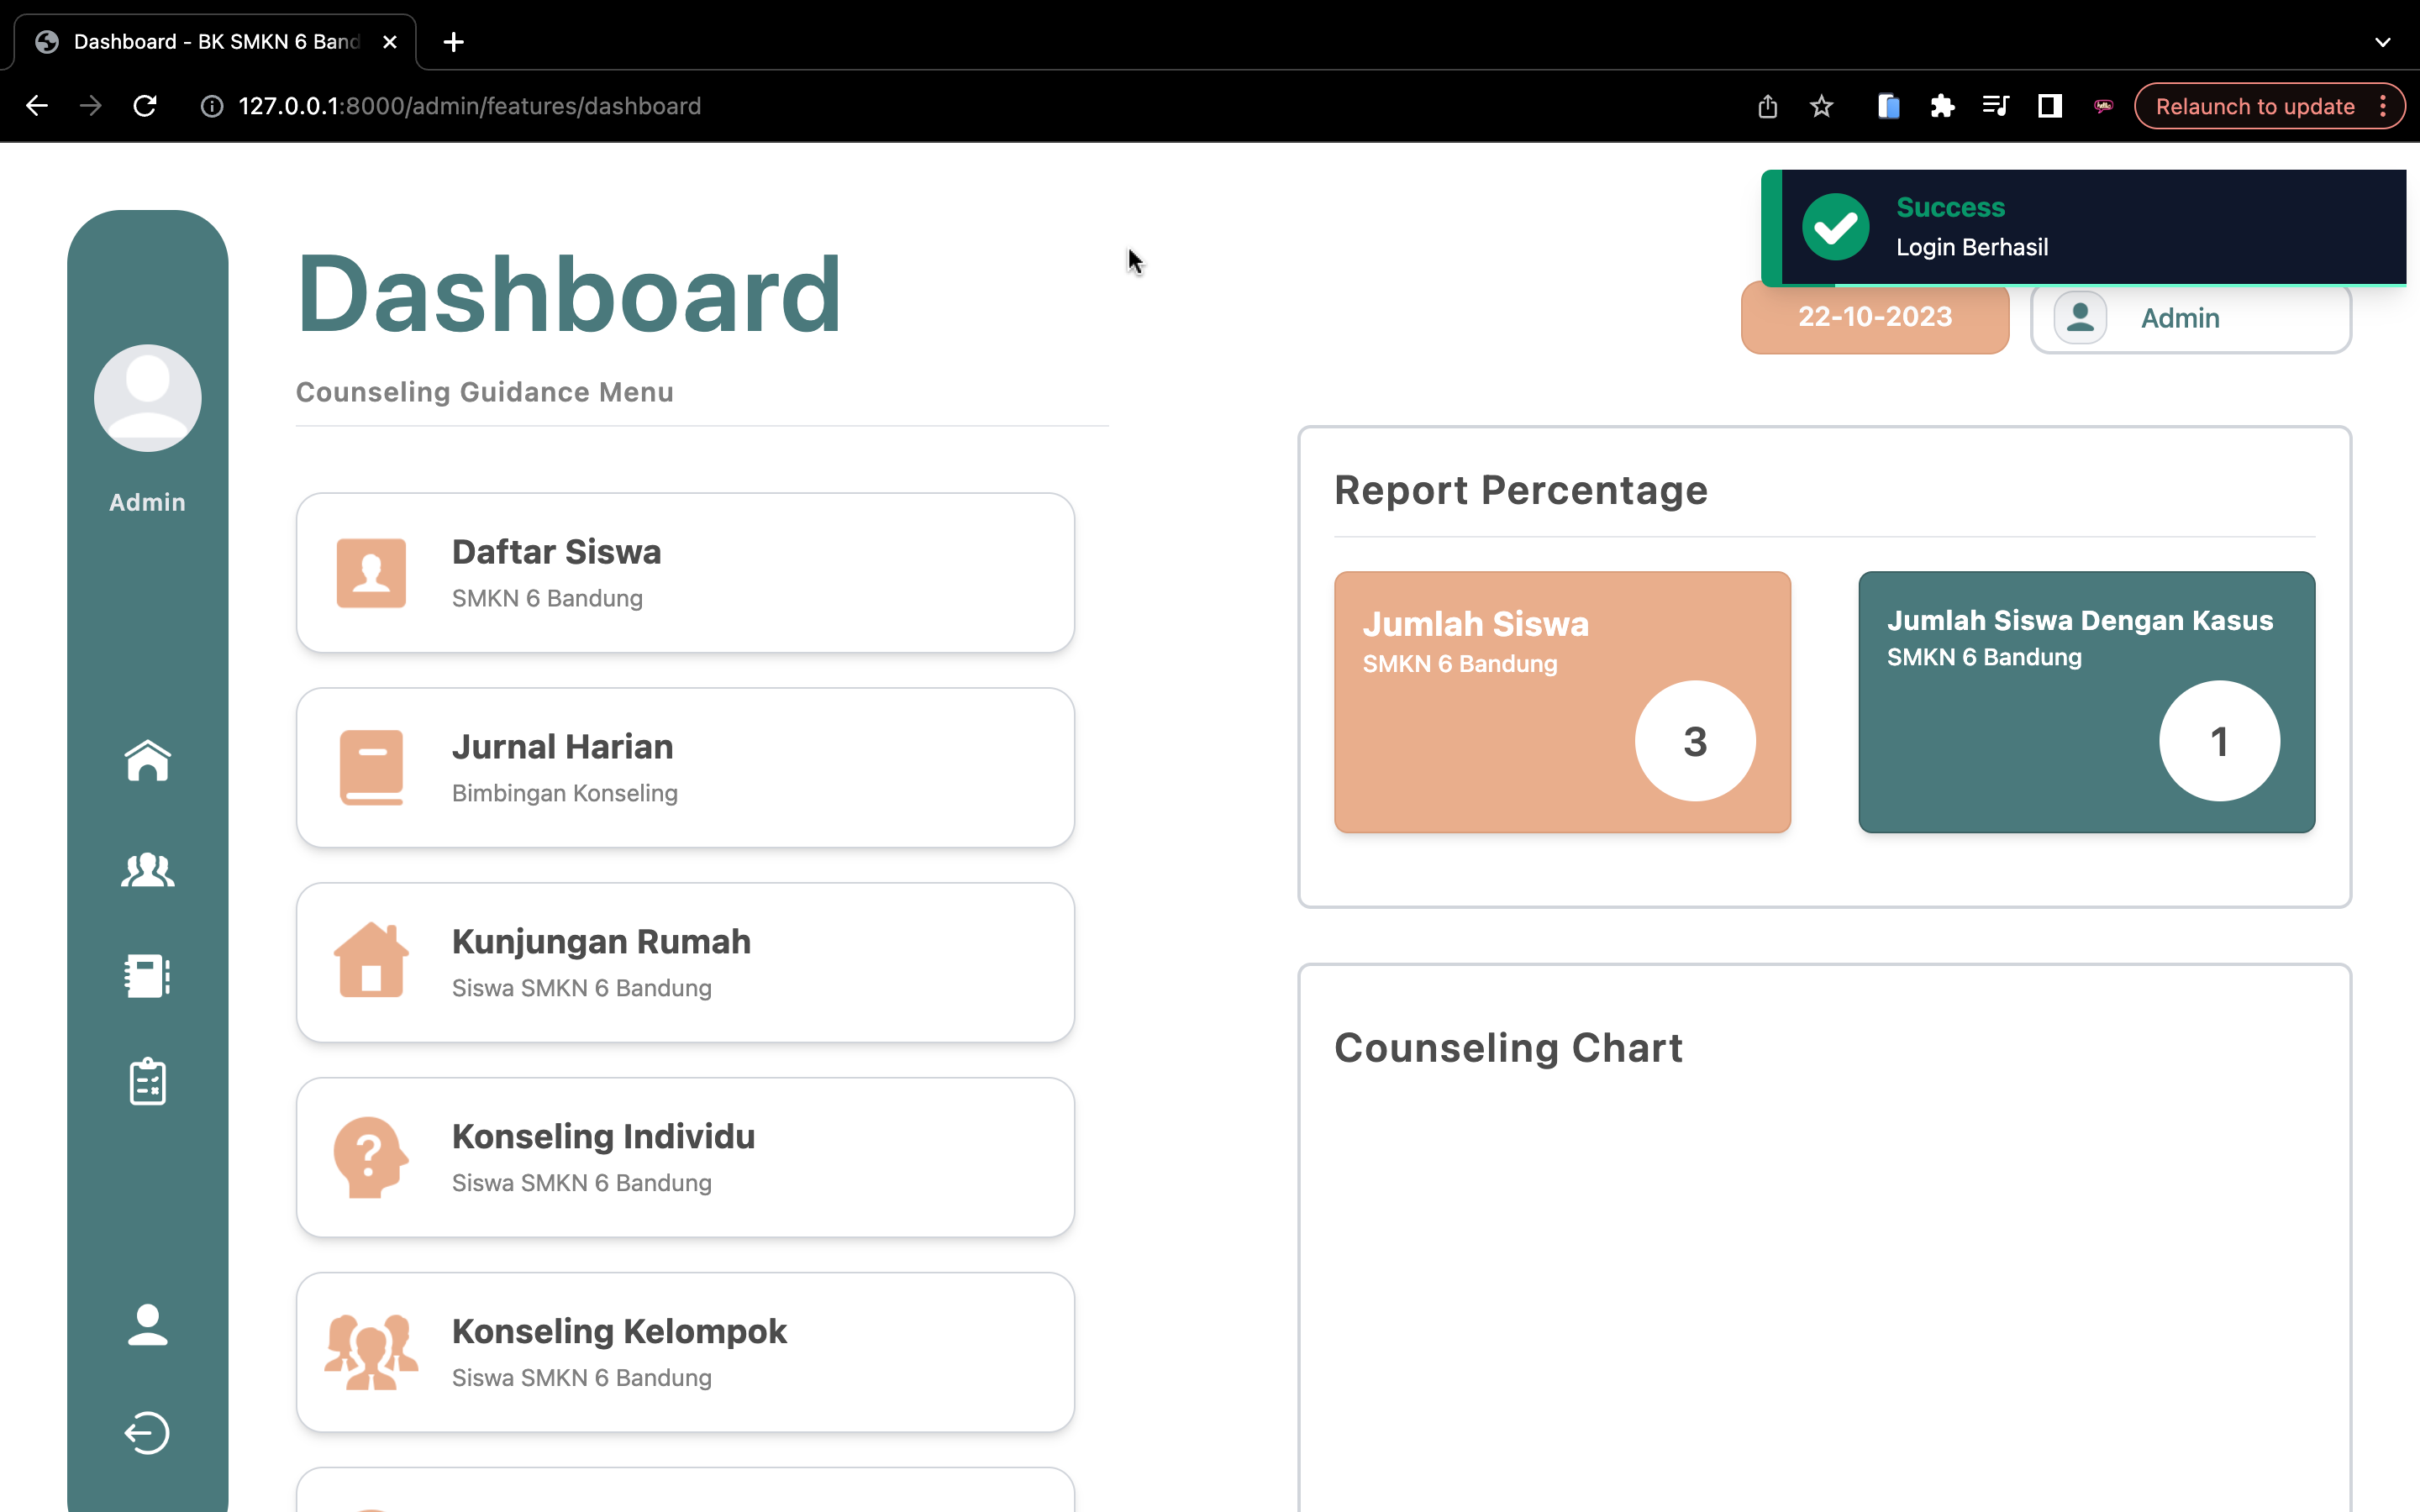 Dashboard - BK SMKN 6 Band
127.0.0.1:8000/admin/features/dashboard
Relaunch to update
Success
Login Berhasil
22-10-2023
Admin
Admin
Dashboard
Counseling Guidance Menu
Daftar Siswa
SMKN 6 Bandung
Jurnal Harian
Bimbingan Konseling
Kunjungan Rumah
Siswa SMKN 6 Bandung
Konseling Individu
Siswa SMKN 6 Bandung
Konseling Kelompok
Siswa SMKN 6 Bandung
Report Percentage
Jumlah Siswa
SMKN 6 Bandung
3
Jumlah Siswa Dengan Kasus
SMKN 6 Bandung
1
Counseling Chart